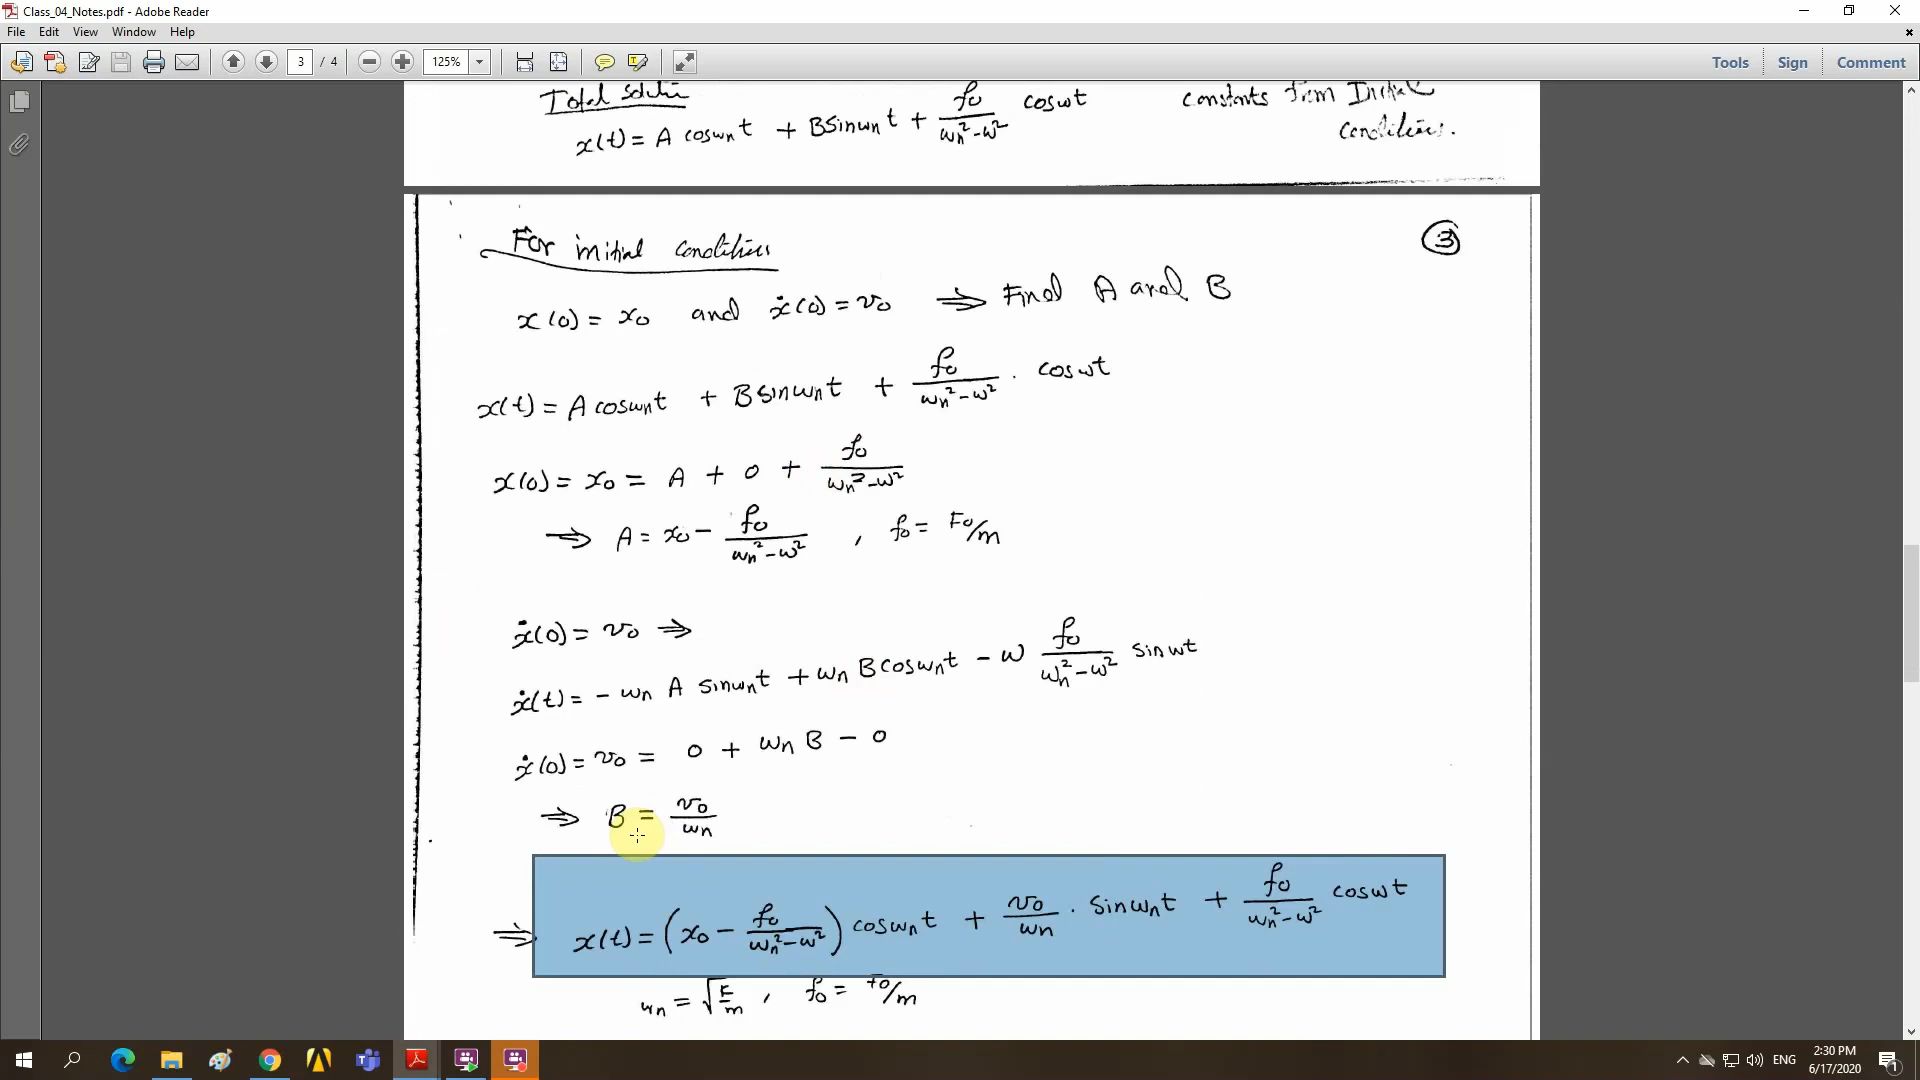 Class_04_Notes.pdf - Adobe Reader
File Edit View Window Help
3 / 4 125% Tools Sign Comment
Total solution
x(t) = A cosωnt + B sinωnt + f0/(ωn² - ω²) cosωt
constants from Initial
conditions.
For initial conditions
3
x(0) = x0 and ẋ(0) = v0 ⇒ Find A and B
x(t) = A cosωnt + B sinωnt + f0/(ωn² - ω²) · cosωt
x(0) = x0 = A + 0 + f0/(ωn² - ω²)
⇒ A = x0 - f0/(ωn² - ω²) , f0 = F0/m
ẋ(0) = v0 ⇒
ẋ(t) = - ωn A sinωnt + ωn B cosωnt - ω f0/(ωn² - ω²) sinωt
ẋ(0) = v0 = 0 + ωn B - 0
⇒ B = v0/ωn
⇒ x(t) = (x0 - f0/(ωn² - ω²)) cosωnt + v0/ωn · sinωnt + f0/(ωn² - ω²) cosωt
ωn = √(k/m) , f0 = F0/m
ENG
2:30 PM
6/17/2020
1